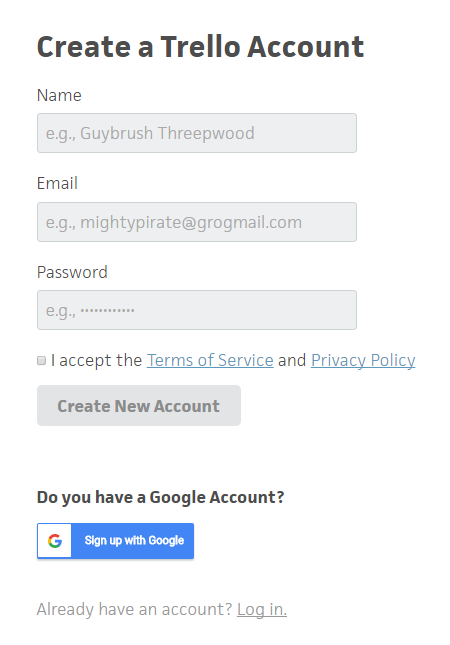 Create a Trello Account
Name
e.g., Guybrush Threepwood
Email
e.g., mightypirate@grogmail.com
Password
e.g., ••••••••••••
I accept the Terms of Service and Privacy Policy
Create New Account
Do you have a Google Account?
Sign up with Google
Already have an account? Log in.